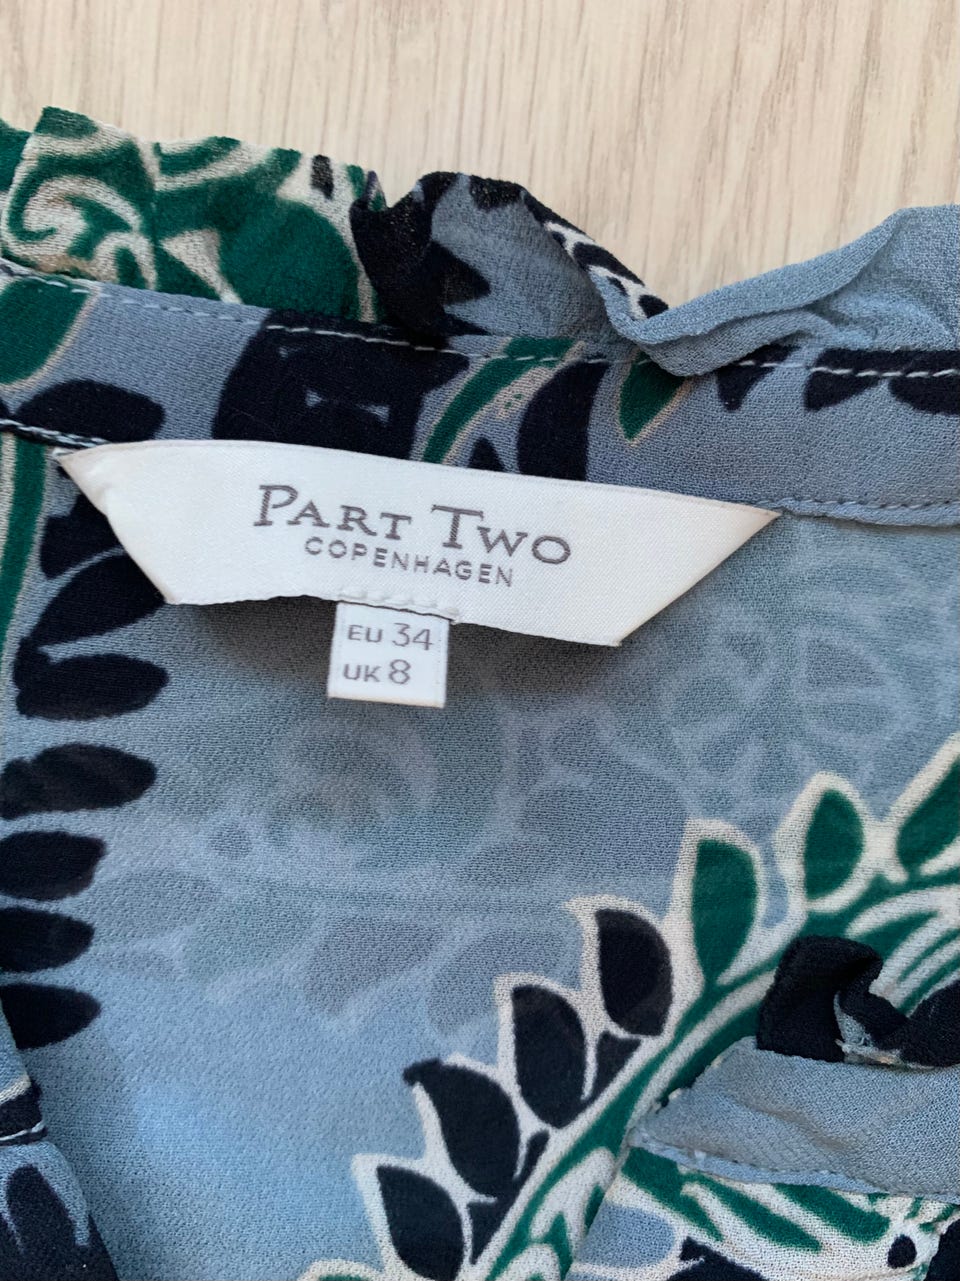 PART TWO
COPENHAGEN
EU 34
UK 8